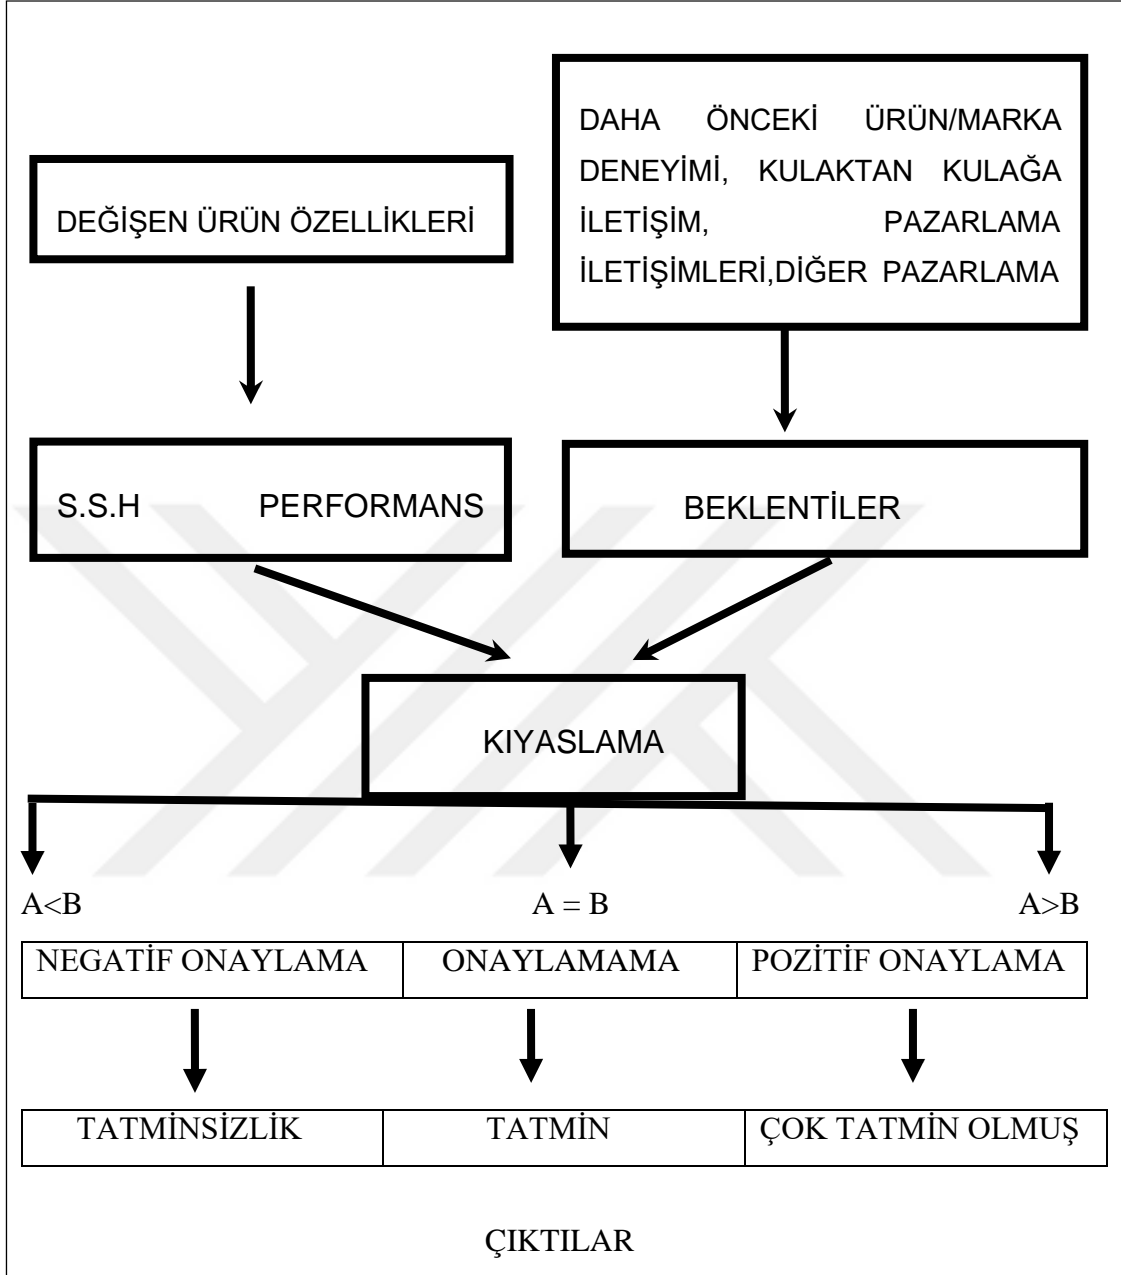 DAHA ÖNCEKİ ÜRÜN/MARKA
DENEYİMİ, KULAKTAN KULAĞA
İLETİŞİM, PAZARLAMA
İLETİŞİMLERİ,DİĞER PAZARLAMA
DEĞİŞEN ÜRÜN ÖZELLİKLERİ
S.S.H PERFORMANS
BEKLENTİLER
KIYASLAMA
A<B
A = B
A>B
NEGATİF ONAYLAMA
ONAYLAMAMA
POZİTİF ONAYLAMA
TATMİNSİZLİK
TATMİN
ÇOK TATMİN OLMUŞ
ÇIKTILAR